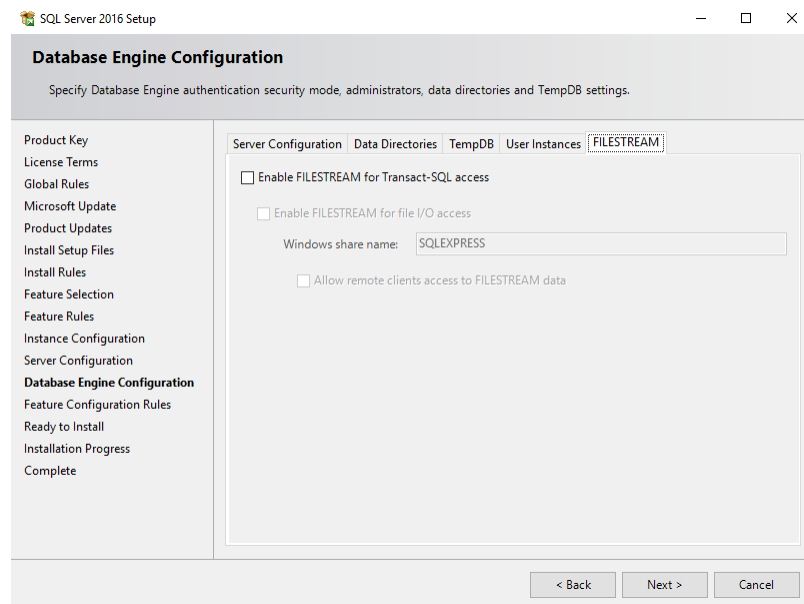 SQL Server 2016 Setup
Database Engine Configuration
Specify Database Engine authentication security mode, administrators, data directories and TempDB settings.
Product Key
License Terms
Global Rules
Microsoft Update
Product Updates
Install Setup Files
Install Rules
Feature Selection
Feature Rules
Instance Configuration
Server Configuration
Database Engine Configuration
Feature Configuration Rules
Ready to Install
Installation Progress
Complete
Server Configuration Data Directories TempDB User Instances FILESTREAM
Enable FILESTREAM for Transact-SQL access
Enable FILESTREAM for file I/O access
Windows share name: SQLEXPRESS
Allow remote clients access to FILESTREAM data
< Back Next > Cancel